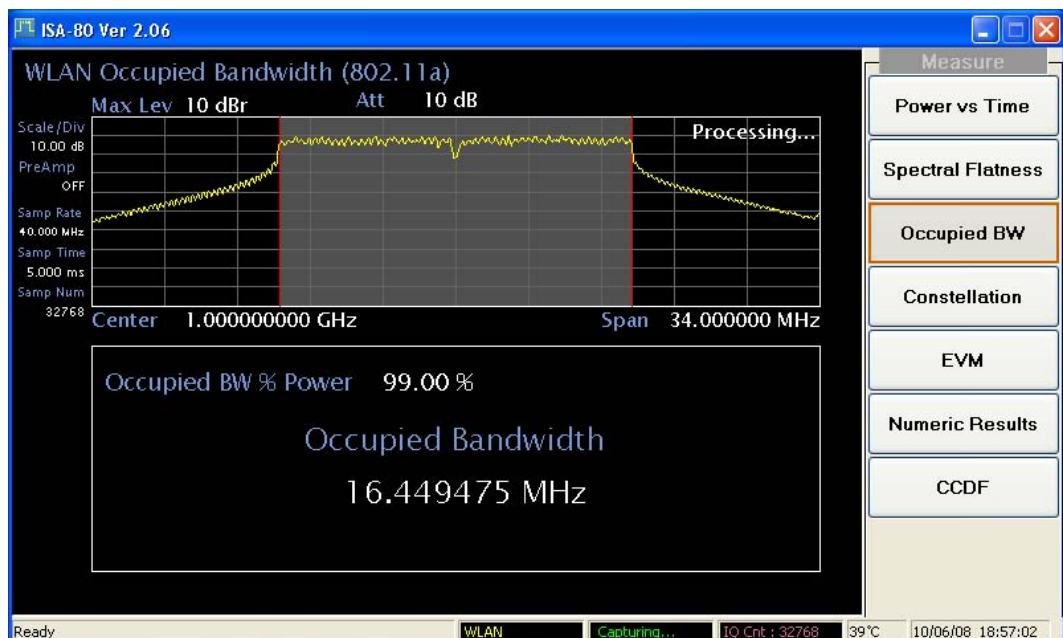 ISA-80 Ver 2.06
WLAN Occupied Bandwidth (802.11a)
Max Lev 10 dBr Att 10 dB
Scale/Div
10.00 dB
PreAmp
OFF
Samp Rate
40.000 MHz
Samp Time
5.000 ms
Samp Num
32768
Processing...
Center 1.000000000 GHz Span 34.000000 MHz
Occupied BW % Power 99.00 %
Occupied Bandwidth
16.449475 MHz
Measure
Power vs Time
Spectral Flatness
Occupied BW
Constellation
EVM
Numeric Results
CCDF
Ready WLAN Capturing... IO Cnt : 32768 39°C 10/06/08 18:57:02